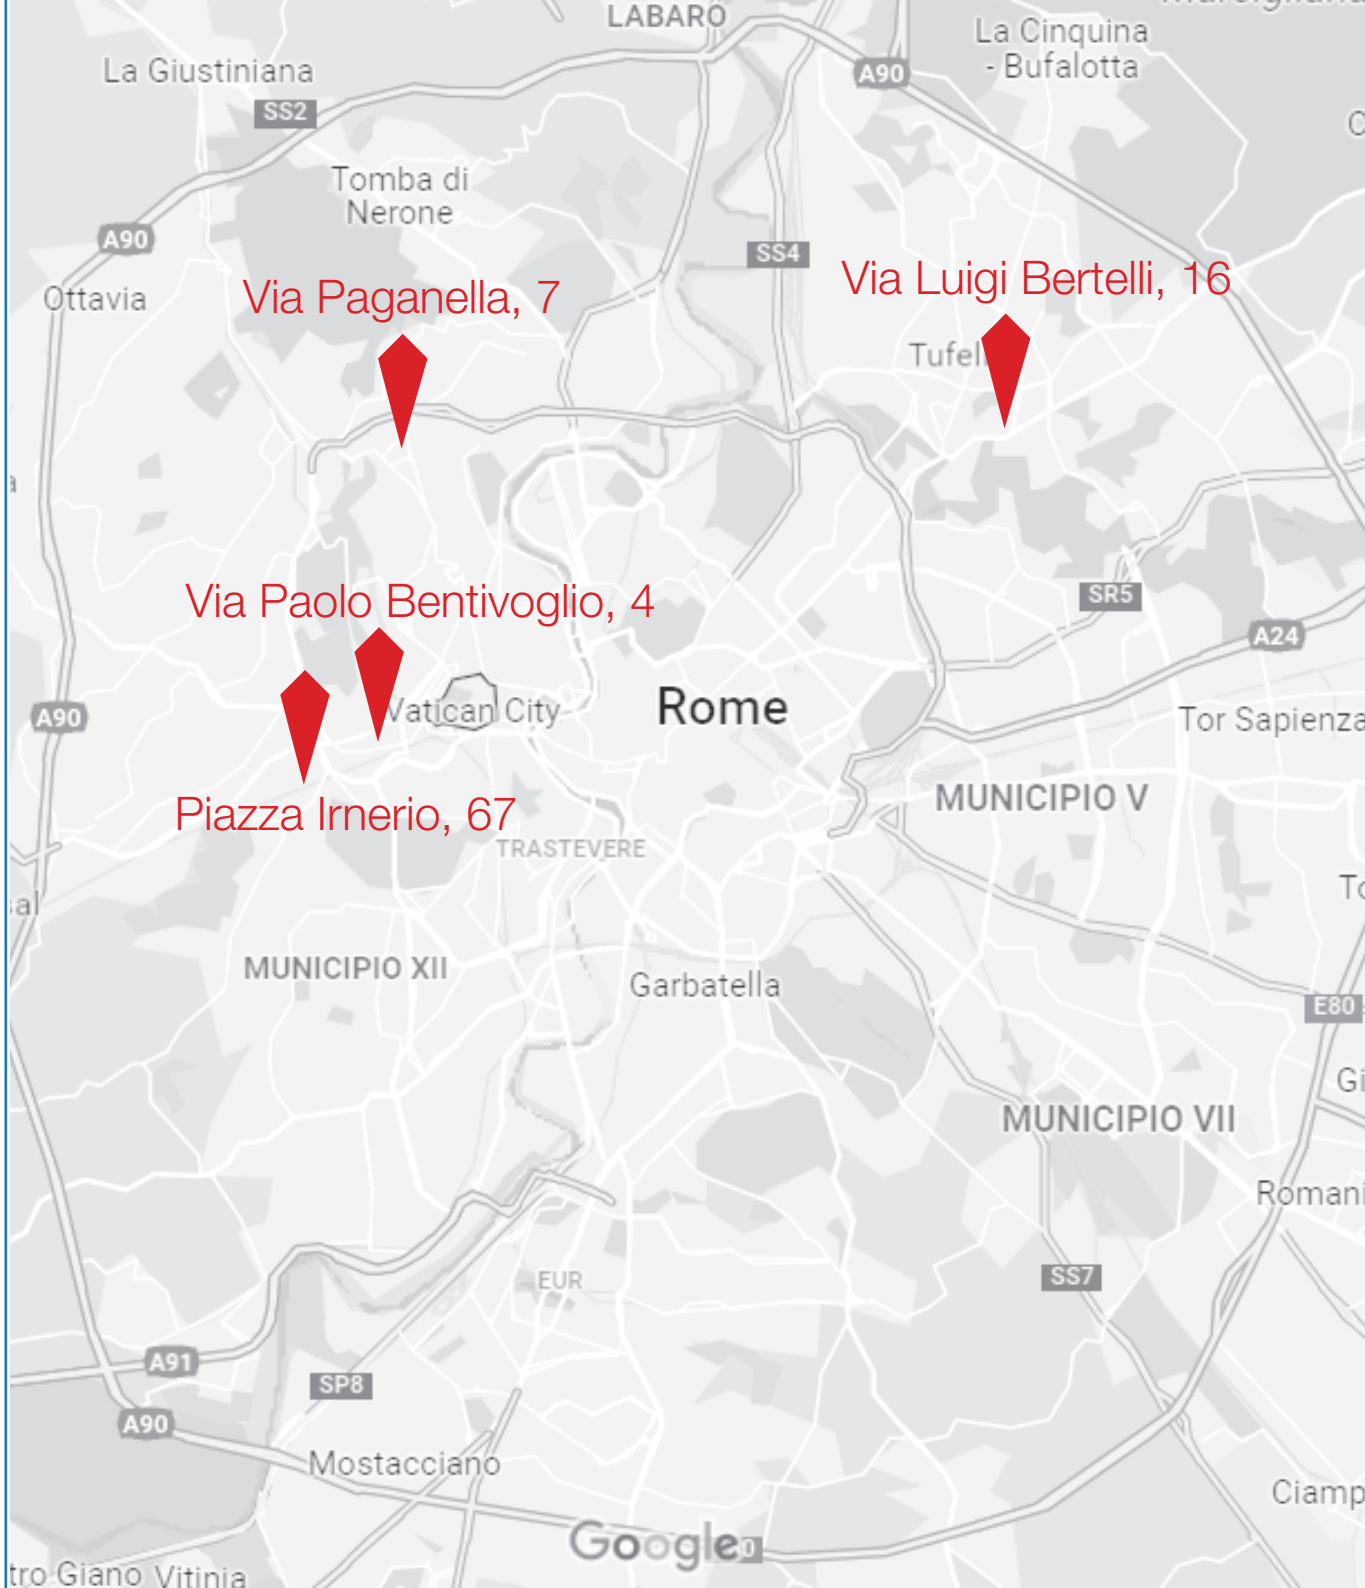 LABARO
La Cinquina
- Bufalotta
La Giustiniana
A90
SS2
Tomba di
Nerone
A90
SS4
Via Luigi Bertelli, 16
Ottavia
Via Paganella, 7
Via Paolo Bentivoglio, 4
SR5
A24
A90
Vatican City
Rome
Tor Sapienza
MUNICIPIO V
Piazza Irnerio, 67
TRASTEVERE
MUNICIPIO XII
Garbatella
E80
MUNICIPIO VII
Romani
SS7
EUR
A91
SP8
A90
Mostacciano
Ciamp
Google
tro Giano Vitinia